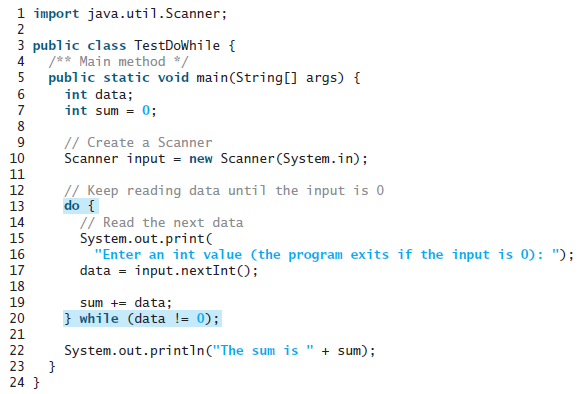 1 import java.util.Scanner;
2
3 public class TestDoWhile {
4   /** Main method */
5   public static void main(String[] args) {
6     int data;
7     int sum = 0;
8
9     // Create a Scanner
10     Scanner input = new Scanner(System.in);
11
12     // Keep reading data until the input is 0
13     do {
14       // Read the next data
15       System.out.print(
16         "Enter an int value (the program exits if the input is 0): ");
17       data = input.nextInt();
18
19       sum += data;
20     } while (data != 0);
21
22     System.out.println("The sum is " + sum);
23   }
24 }